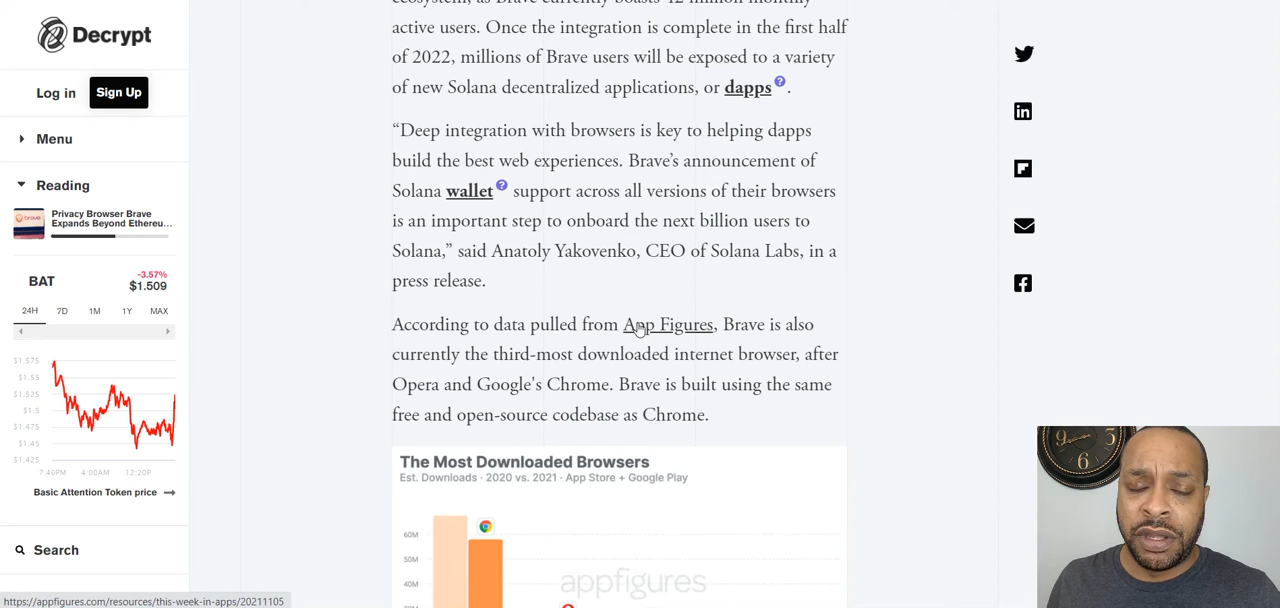 Decrypt
Log in
Sign Up
Menu
Reading
Privacy Browser Brave
Expands Beyond Ethereu...
BAT
-3.57%
$1.509
24H 7D 1M 1Y MAX
$1.575
$1.55
$1.525
$1.5
$1.475
$1.45
$1.425
7:40PM 4:00AM 12:20P
Basic Attention Token price
Search
https://appfigures.com/resources/this-week-in-apps/20211105
active users. Once the integration is complete in the first half
of 2022, millions of Brave users will be exposed to a variety
of new Solana decentralized applications, or dapps ? .
“Deep integration with browsers is key to helping dapps
build the best web experiences. Brave’s announcement of
Solana wallet ? support across all versions of their browsers
is an important step to onboard the next billion users to
Solana,” said Anatoly Yakovenko, CEO of Solana Labs, in a
press release.
According to data pulled from App Figures, Brave is also
currently the third-most downloaded internet browser, after
Opera and Google's Chrome. Brave is built using the same
free and open-source codebase as Chrome.
The Most Downloaded Browsers
Est. Downloads · 2020 vs. 2021 · App Store + Google Play
60M
50M
40M
appfigures